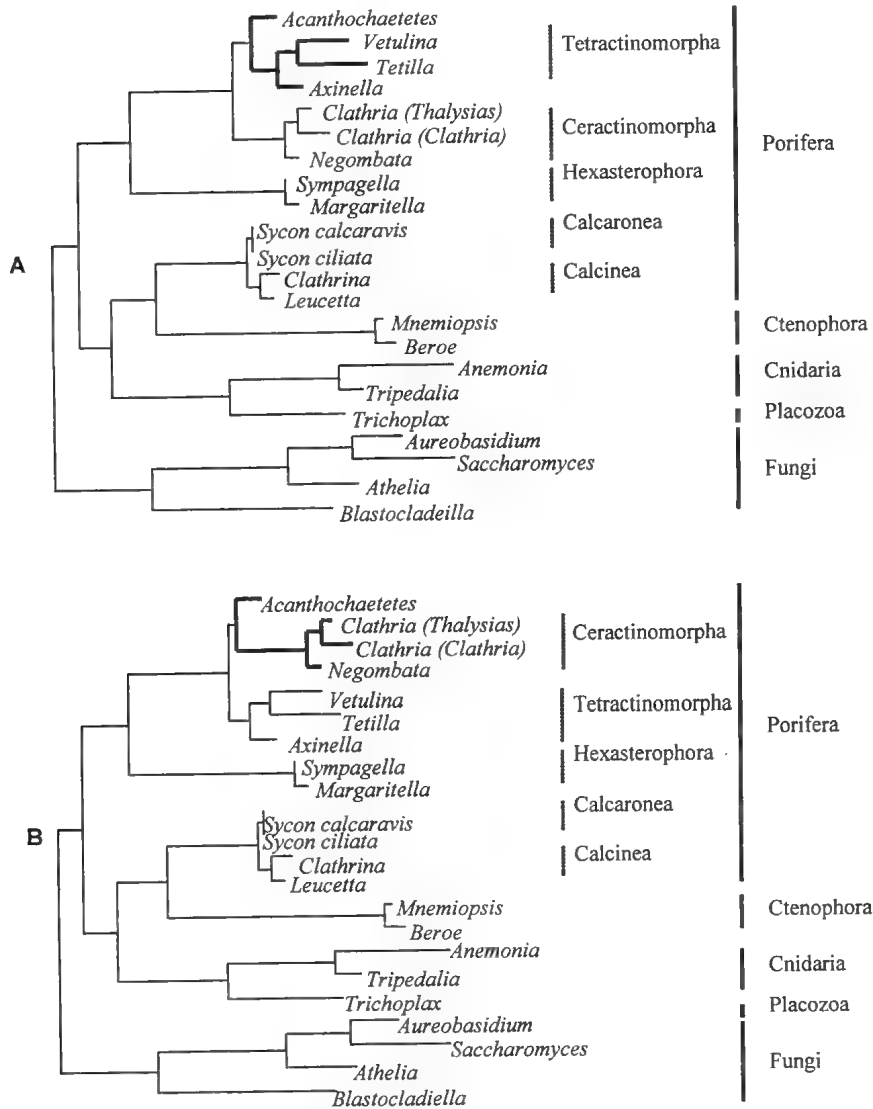 Acanthochaetetes
Vetulina
Tetractinomorpha
Tetilla
Axinella
Clathria (Thalysias)
Clathria (Clathria)
Ceractinomorpha
Porifera
Negombata
Sympagella
Hexasterophora
Margaritella
Sycon calcaravis
Calcaronea
A
Sycon ciliata
Clathrina
Calcinea
Leucetta
Mnemiopsis
Ctenophora
Beroe
Anemonia
Cnidaria
Tripedalia
Trichoplax
Placozoa
Aureobasidium
Saccharomyces
Fungi
Athelia
Blastocladeilla
Acanthochaetetes
Clathria (Thalysias)
Ceractinomorpha
Clathria (Clathria)
Negombata
Vetulina
Tetractinomorpha
Tetilla
Porifera
Axinella
Hexasterophora
Sympagella
Margaritella
Calcaronea
Sycon calcaravis
B
Sycon ciliata
Calcinea
Clathrina
Leucetta
Mnemiopsis
Ctenophora
Beroe
Anemonia
Cnidaria
Tripedalia
Trichoplax
Placozoa
Aureobasidium
Saccharomyces
Fungi
Athelia
Blastocladiella